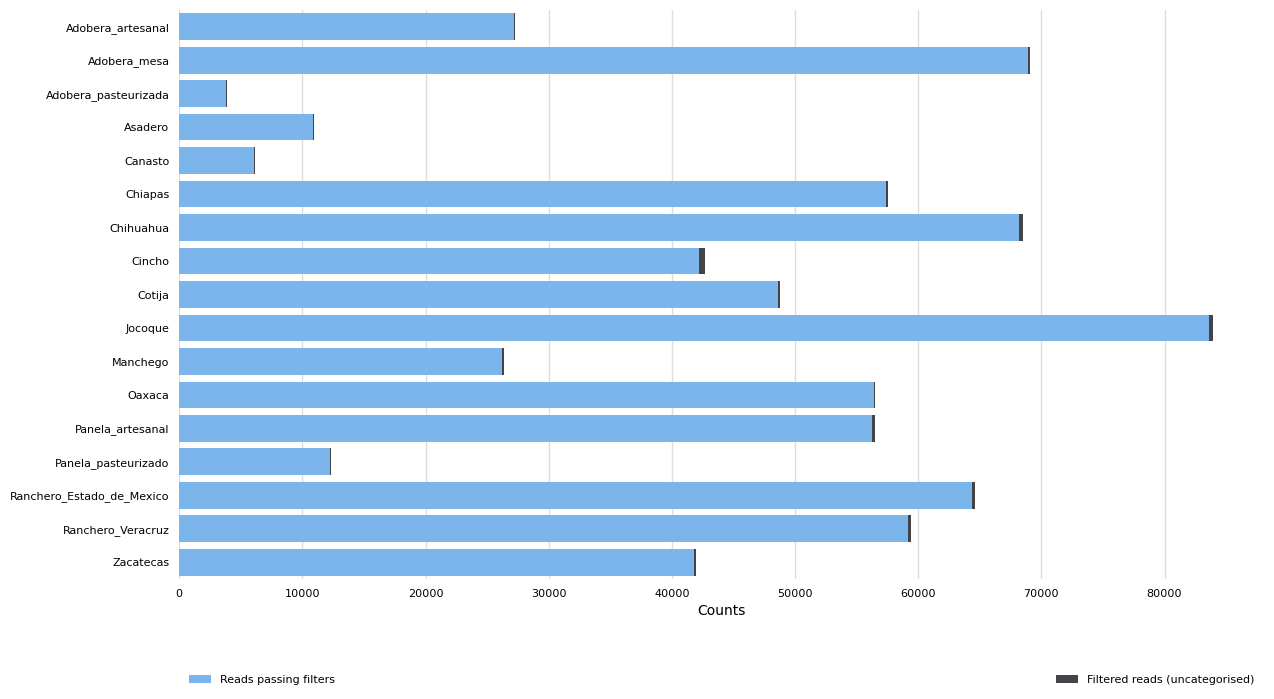 Adobera_artesanal
Adobera_mesa
Adobera_pasteurizada
Asadero
Canasto
Chiapas
Chihuahua
Cincho
Cotija
Jocoque
Manchego
Oaxaca
Panela_artesanal
Panela_pasteurizado
Ranchero_Estado_de_Mexico
Ranchero_Veracruz
Zacatecas
0 10000 20000 30000 40000 50000 60000 70000 80000
Counts
Reads passing filters Filtered reads (uncategorised)